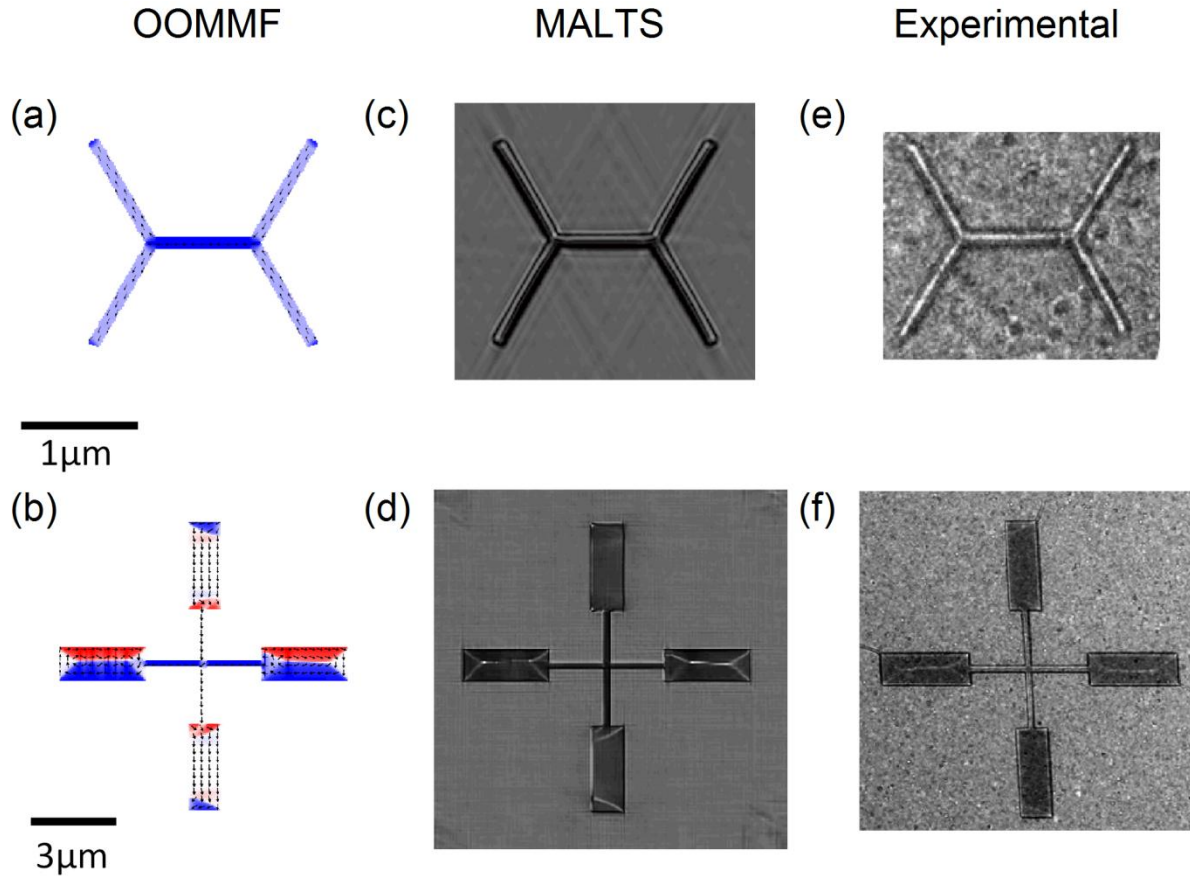 OOMMF MALTS Experimental
(a) (c) (e)
1μm
(b) (d) (f)
3μm